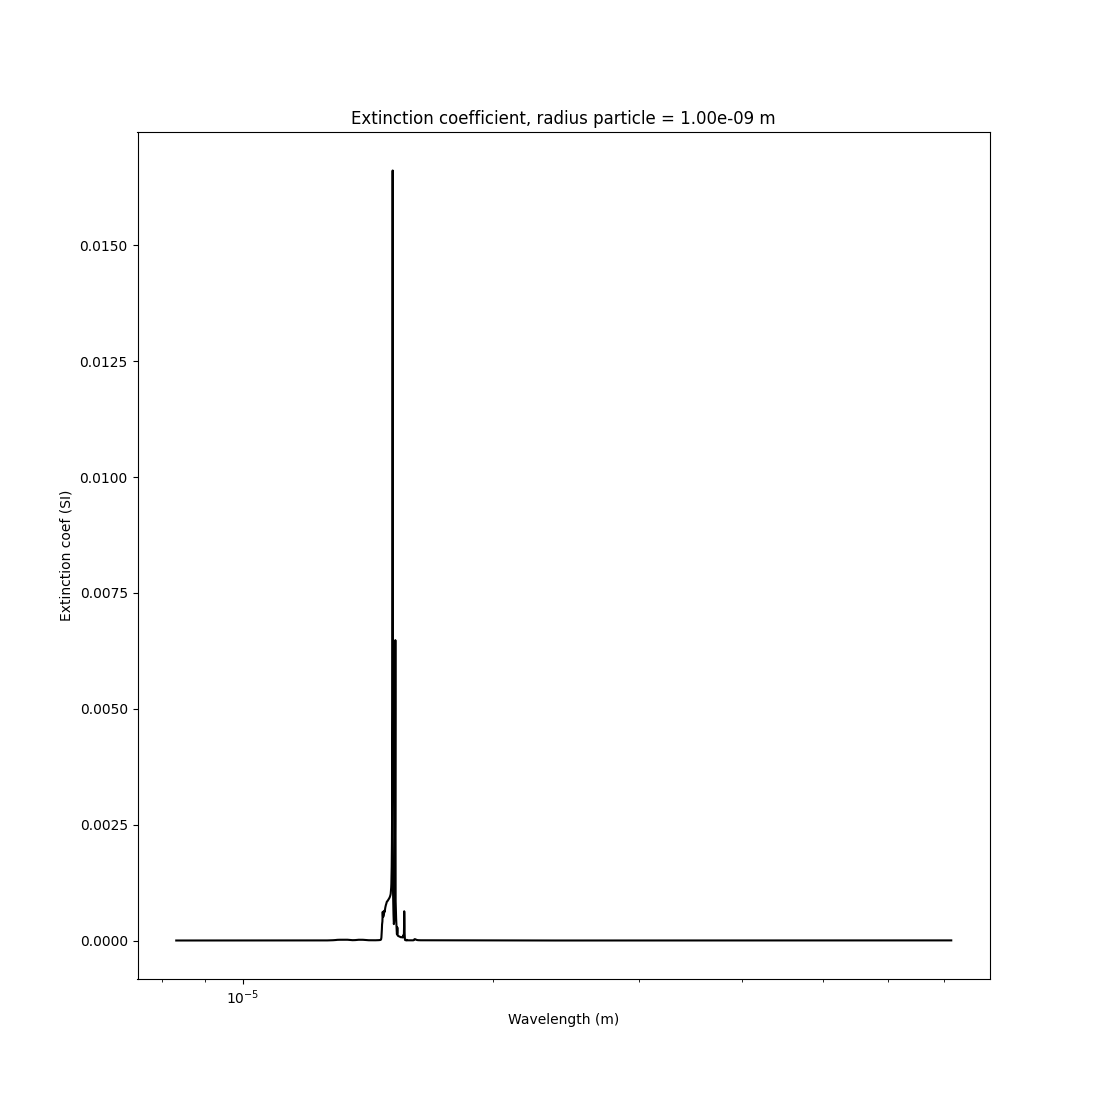 Extinction coefficient, radius particle = 1.00e-09 m
0.0150
0.0125
0.0100
0.0075
0.0050
0.0025
0.0000
Extinction coef (SI)
10⁻⁵
Wavelength (m)